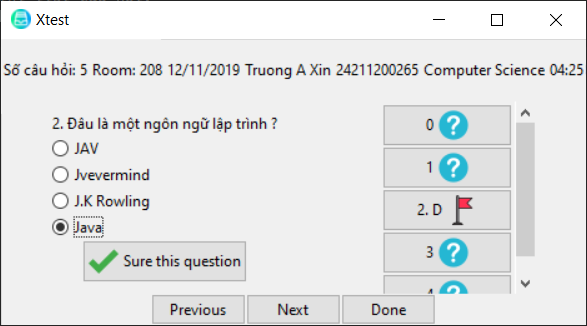 Xtest
Số câu hỏi: 5 Room: 208 12/11/2019 Truong A Xin 24211200265 Computer Science 04:25
2. Đâu là một ngôn ngữ lập trình ?
JAV
Jvevermind
J.K Rowling
Java
Sure this question
0 ?
1 ?
2. D
3 ?
4 ?
Previous Next Done